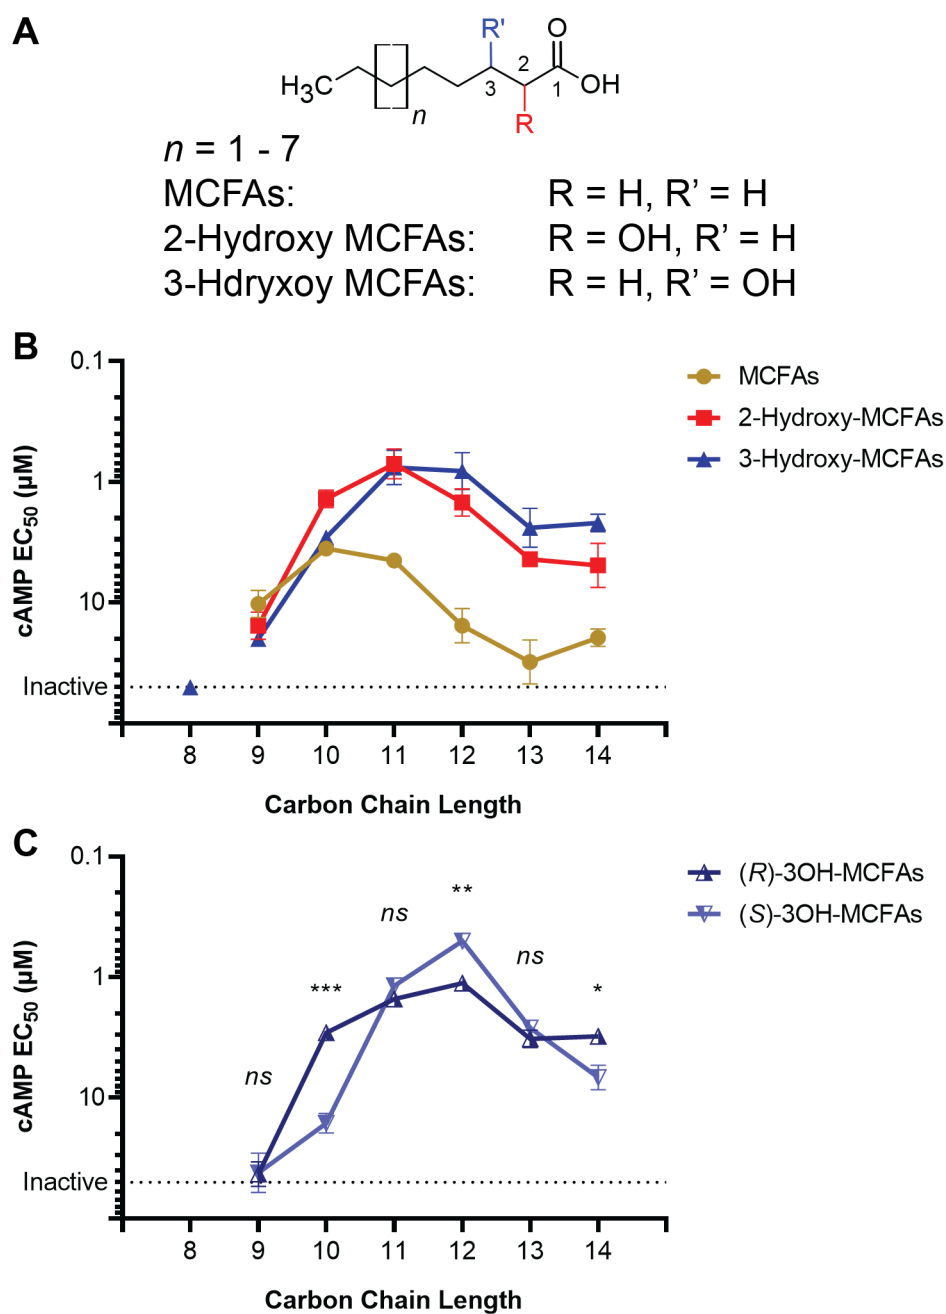 A
R'
O
H₃C
3
2
1
OH
n
R
n = 1 - 7
MCFAs: R = H, R’ = H
2-Hydroxy MCFAs: R = OH, R’ = H
3-Hdryxoy MCFAs: R = H, R’ = OH
B
cAMP EC₅₀ (µM)
0.1
1
10
Inactive
8 9 10 11 12 13 14
Carbon Chain Length
MCFAs
2-Hydroxy-MCFAs
3-Hydroxy-MCFAs
C
cAMP EC₅₀ (µM)
0.1
1
10
Inactive
ns
***
ns
**
ns
*
8 9 10 11 12 13 14
Carbon Chain Length
(R)-3OH-MCFAs
(S)-3OH-MCFAs